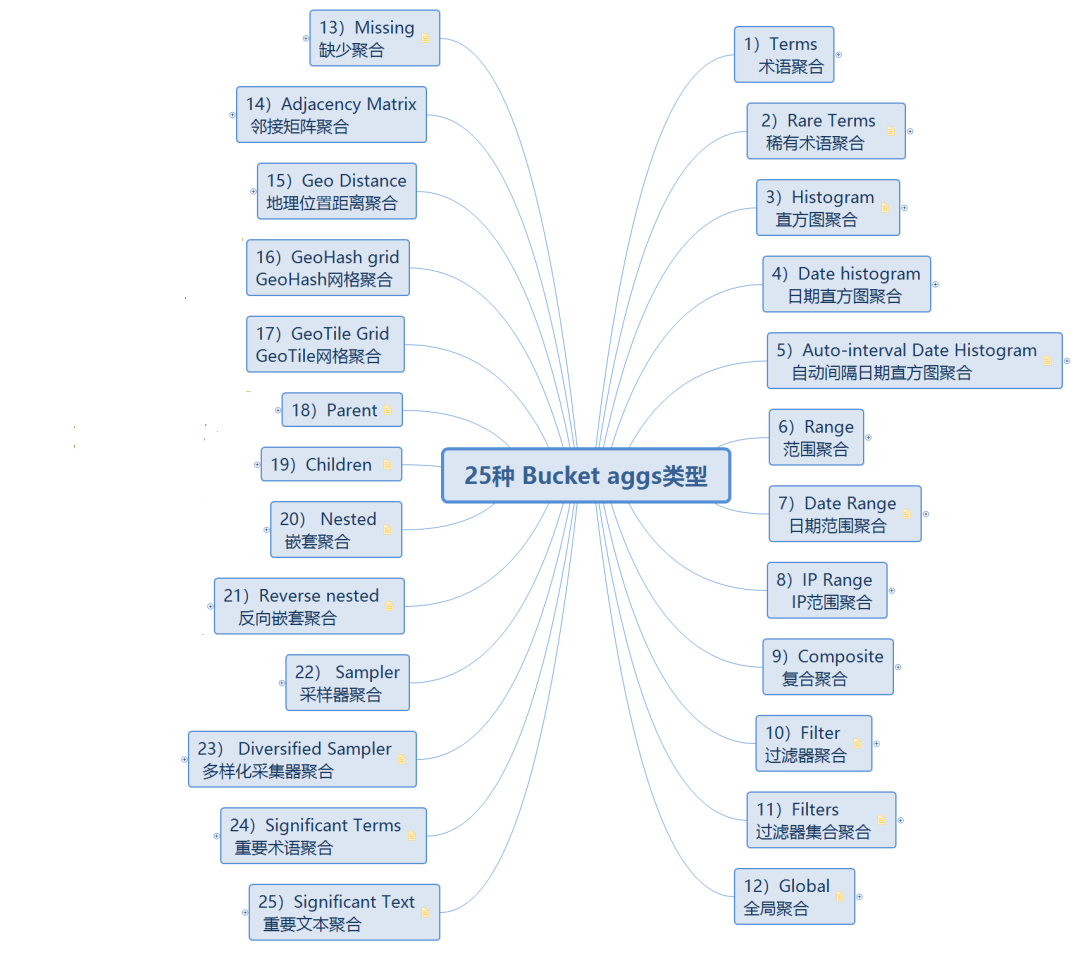 25种 Bucket aggs类型
1）Terms
术语聚合
2）Rare Terms
稀有术语聚合
3）Histogram
直方图聚合
4）Date histogram
日期直方图聚合
5）Auto-interval Date Histogram
自动间隔日期直方图聚合
6）Range
范围聚合
7）Date Range
日期范围聚合
8）IP Range
IP范围聚合
9）Composite
复合聚合
10）Filter
过滤器聚合
11）Filters
过滤器集合聚合
12）Global
全局聚合
13）Missing
缺少聚合
14）Adjacency Matrix
邻接矩阵聚合
15）Geo Distance
地理位置距离聚合
16）GeoHash grid
GeoHash网格聚合
17）GeoTile Grid
GeoTile网格聚合
18）Parent
19）Children
20） Nested
嵌套聚合
21）Reverse nested
反向嵌套聚合
22） Sampler
采样器聚合
23） Diversified Sampler
多样化采集器聚合
24）Significant Terms
重要术语聚合
25）Significant Text
重要文本聚合